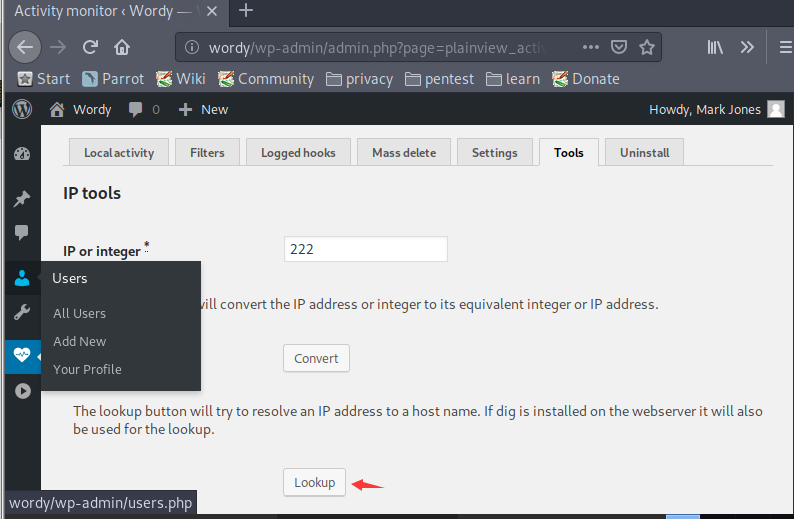 Activity monitor ‹ Wordy — W
wordy/wp-admin/admin.php?page=plainview_activ
Start Parrot Wiki Community privacy pentest learn Donate
Wordy 0 New Howdy, Mark Jones
Local activity Filters Logged hooks Mass delete Settings Tools Uninstall
IP tools
IP or integer * 222
Users
All Users
ill convert the IP address or integer to its equivalent integer or IP address.
Add New
Convert
Your Profile
The lookup button will try to resolve an IP address to a host name. If dig is installed on the webserver it will also
be used for the lookup.
Lookup
wordy/wp-admin/users.php